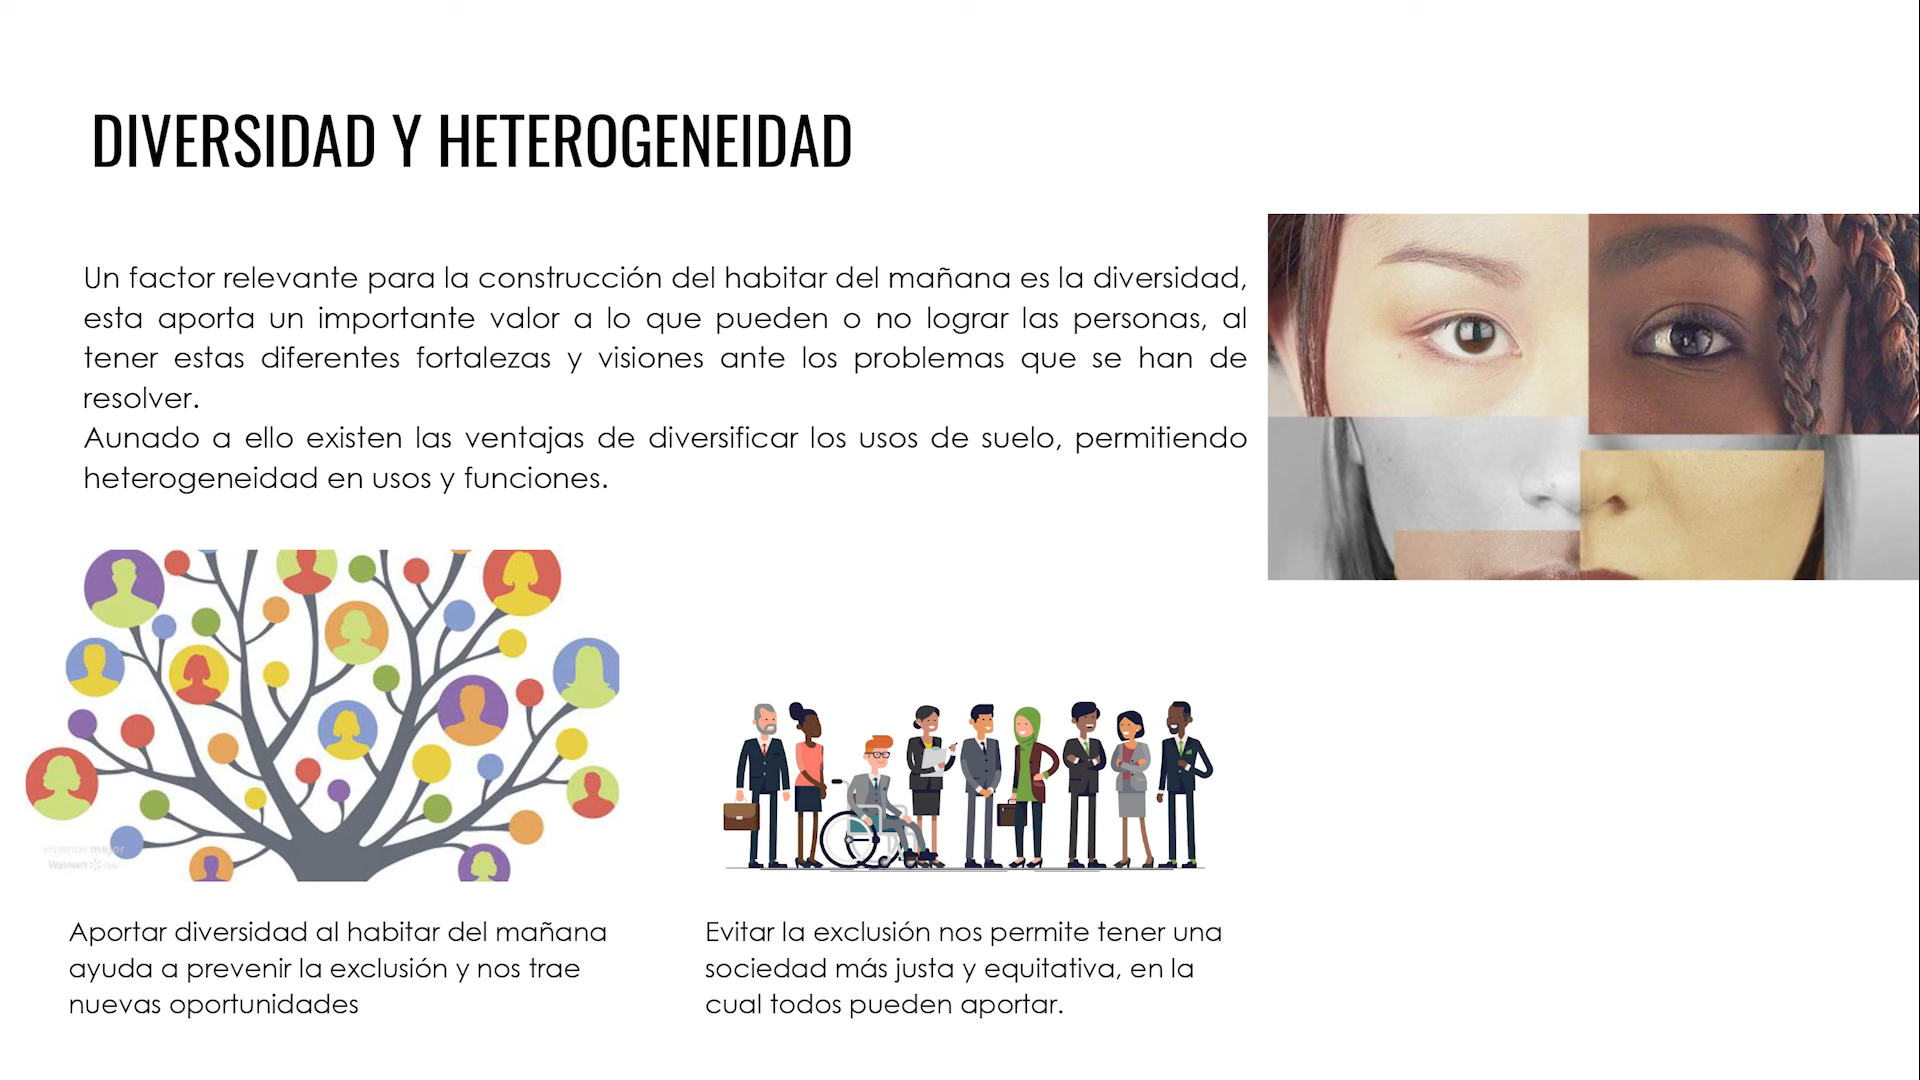 DIVERSIDAD Y HETEROGENEIDAD
Un factor relevante para la construcción del habitar del mañana es la diversidad,
esta aporta un importante valor a lo que pueden o no lograr las personas, al
tener estas diferentes fortalezas y visiones ante los problemas que se han de
resolver.
Aunado a ello existen las ventajas de diversificar los usos de suelo, permitiendo
heterogeneidad en usos y funciones.
vivamos mejor
Walmart
Aportar diversidad al habitar del mañana
ayuda a prevenir la exclusión y nos trae
nuevas oportunidades
Evitar la exclusión nos permite tener una
sociedad más justa y equitativa, en la
cual todos pueden aportar.